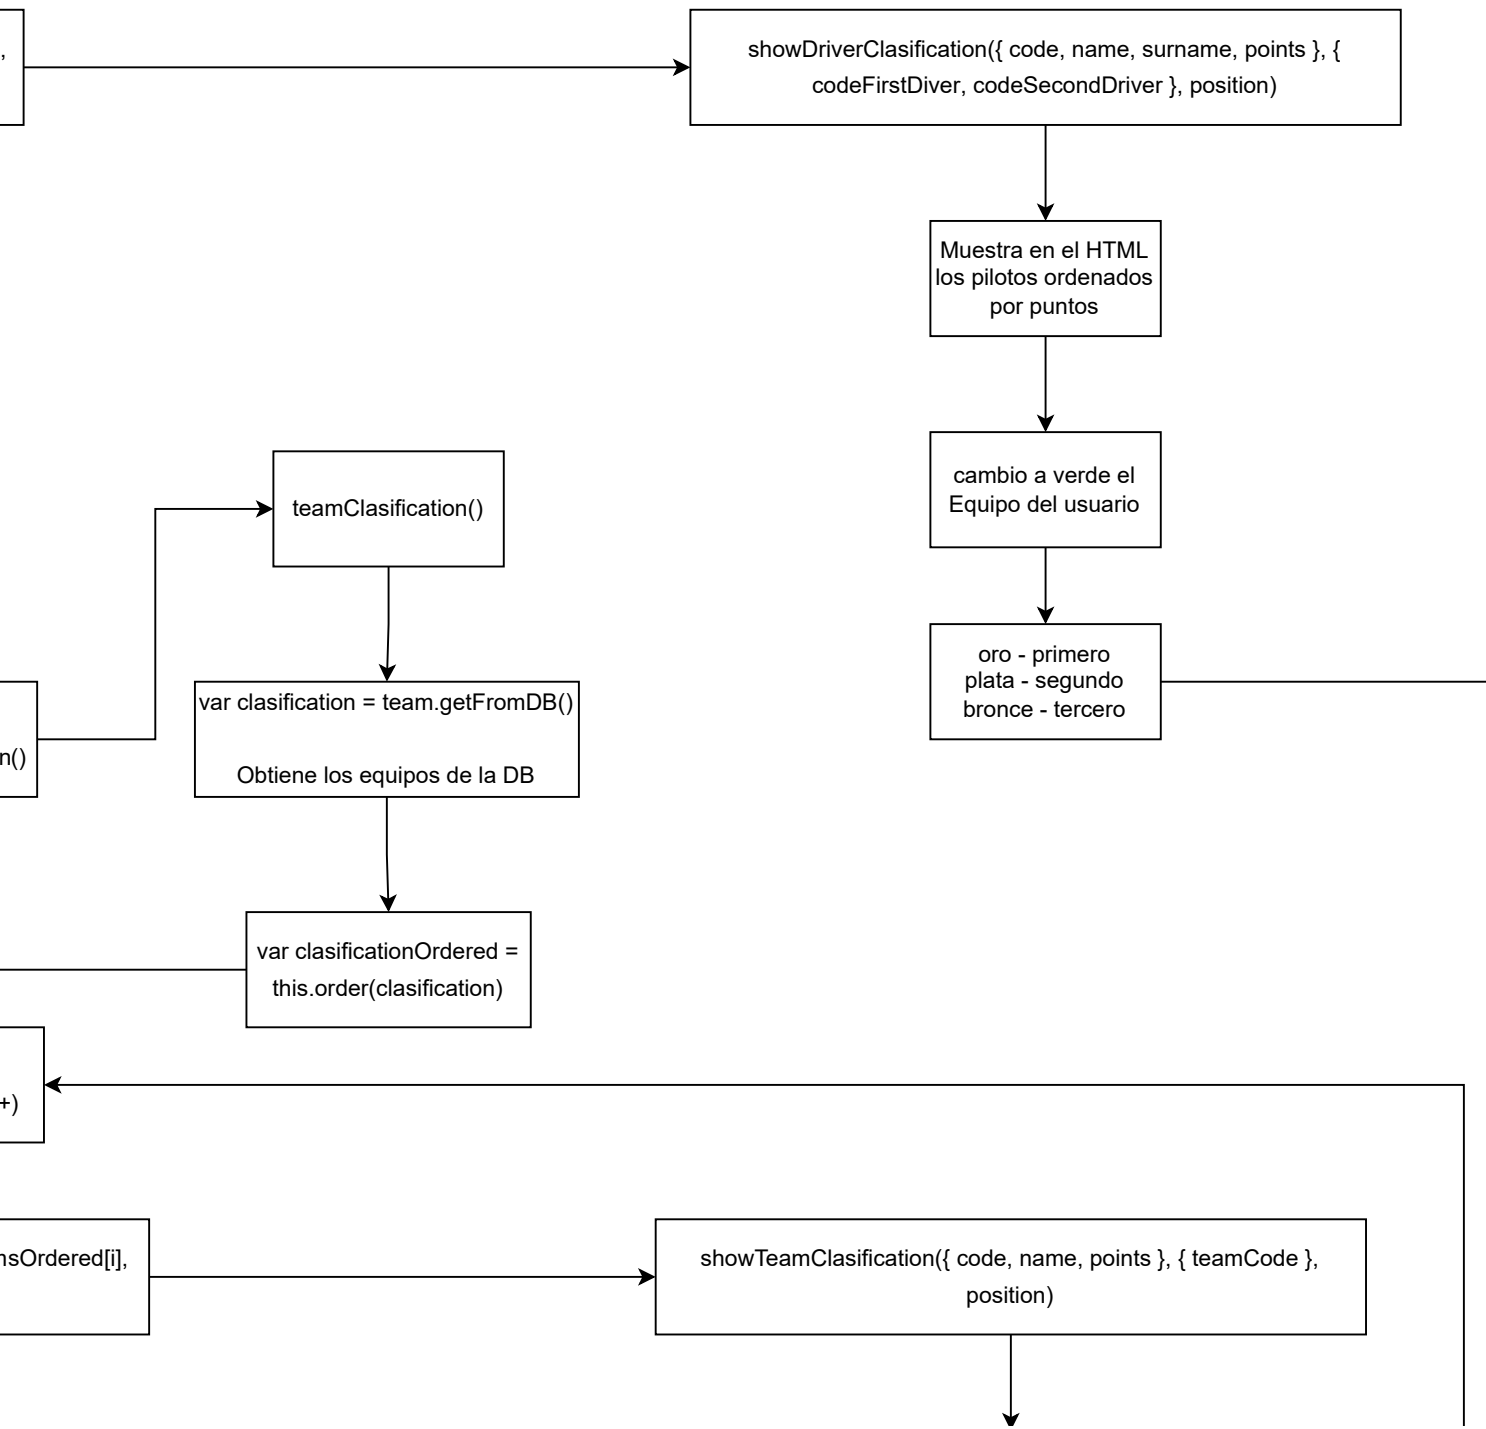 ,
showDriverClasification({ code, name, surname, points }, {
codeFirstDiver, codeSecondDriver }, position)
Muestra en el HTML
los pilotos ordenados
por puntos
cambio a verde el
Equipo del usuario
teamClasification()
oro - primero
plata - segundo
bronce - tercero
n()
var clasification = team.getFromDB()
Obtiene los equipos de la DB
var clasificationOrdered =
this.order(clasification)
+)
sOrdered[i],
showTeamClasification({ code, name, points }, { teamCode },
position)